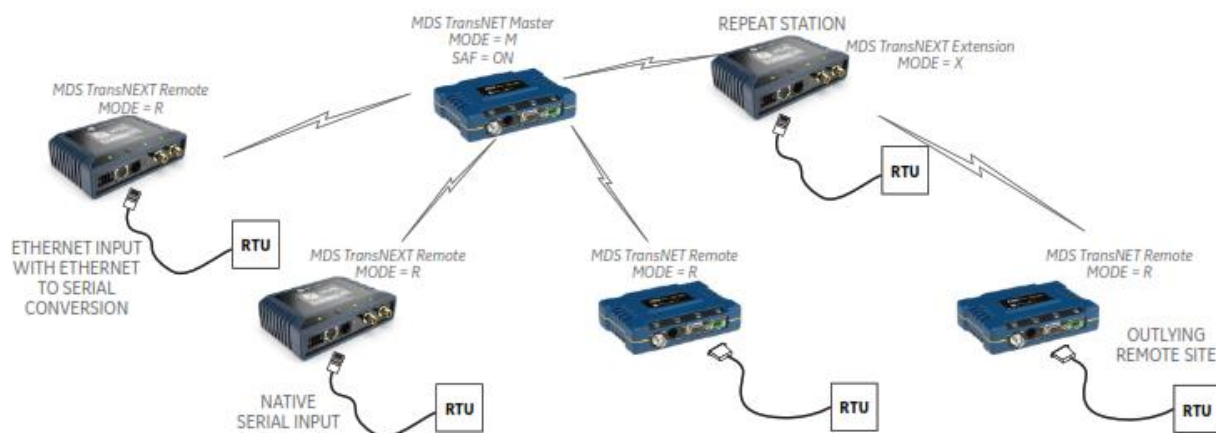 MDS TransNET Master
MODE = M
SAF = ON
REPEAT STATION
MDS TransNEXT Extension
MODE = X
MDS TransNEXT Remote
MODE = R
RTU
ETHERNET INPUT
WITH ETHERNET
TO SERIAL
CONVERSION
RTU
MDS TransNEXT Remote
MODE = R
MDS TransNET Remote
MODE = R
MDS TransNET Remote
MODE = R
OUTLYING
REMOTE SITE
NATIVE
SERIAL INPUT
RTU
RTU
RTU